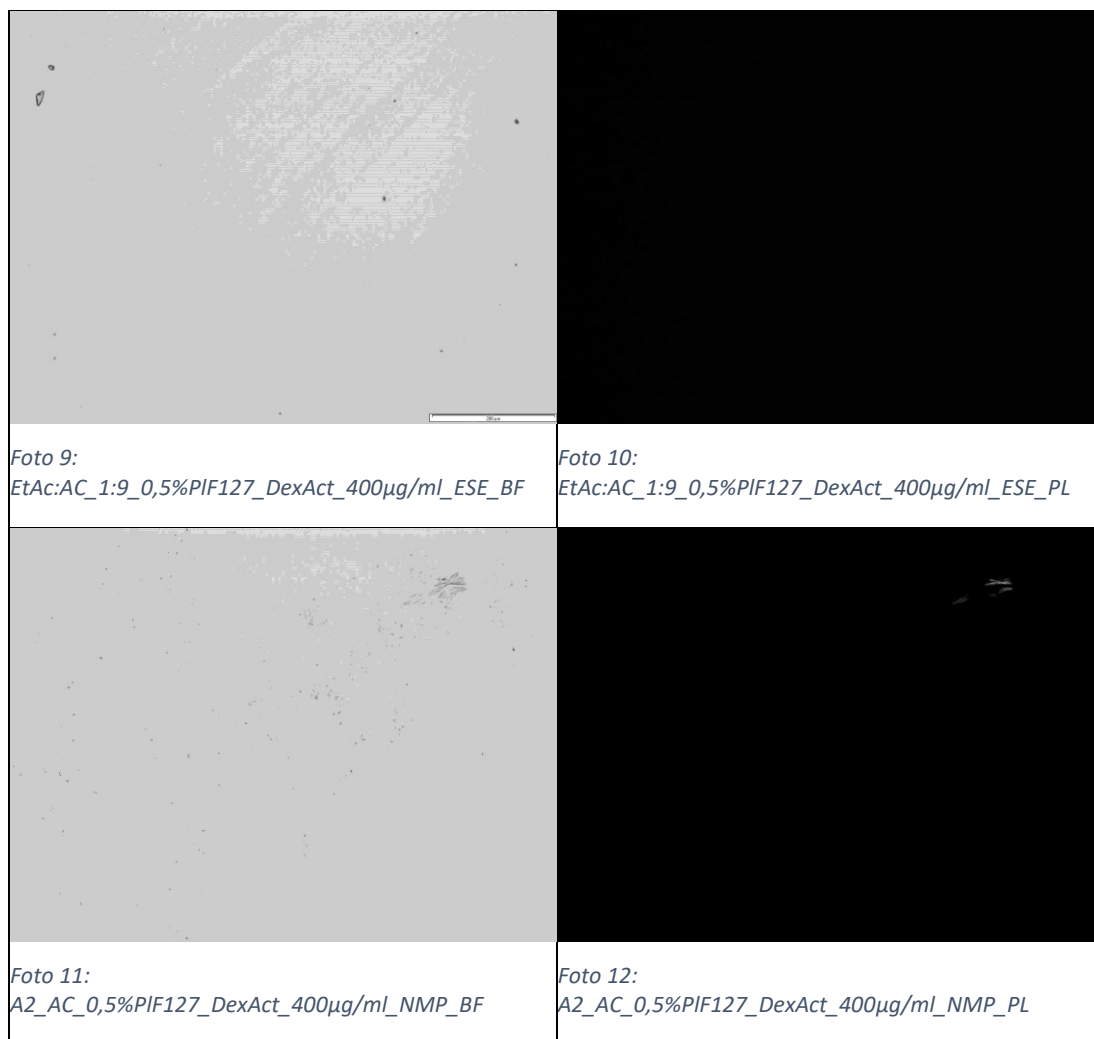 Foto 9:
EtAc:AC_1:9_0,5%PlF127_DexAct_400µg/ml_ESE_BF
Foto 10:
EtAc:AC_1:9_0,5%PlF127_DexAct_400µg/ml_ESE_PL
Foto 11:
A2_AC_0,5%PlF127_DexAct_400µg/ml_NMP_BF
Foto 12:
A2_AC_0,5%PlF127_DexAct_400µg/ml_NMP_PL